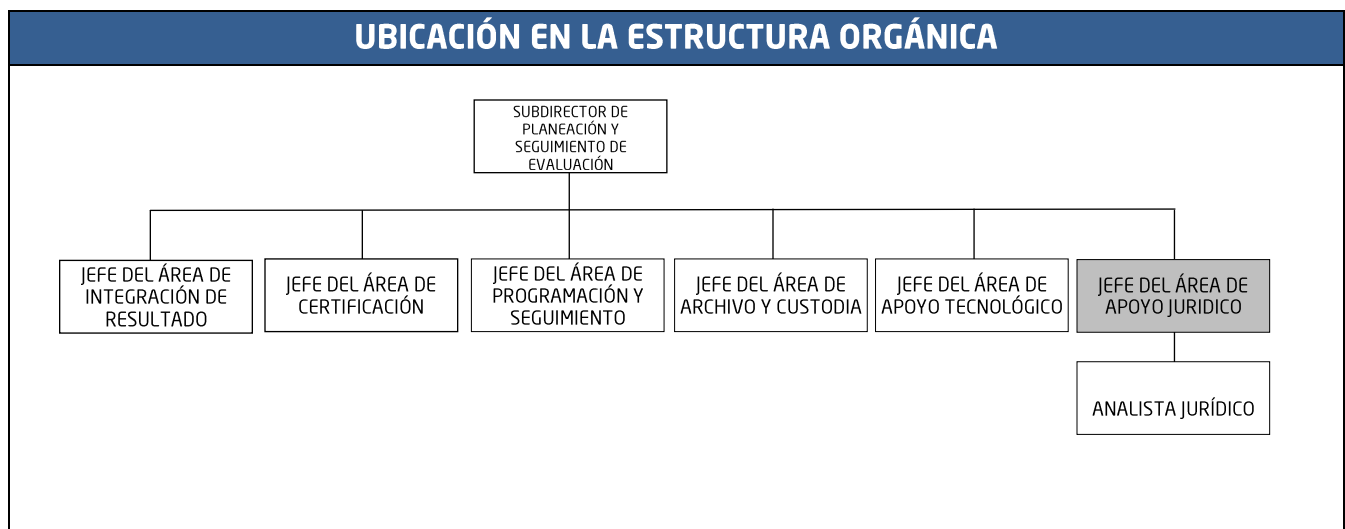 UBICACIÓN EN LA ESTRUCTURA ORGÁNICA
SUBDIRECTOR DE
PLANEACIÓN Y
SEGUIMIENTO DE
EVALUACIÓN
JEFE DEL ÁREA DE
INTEGRACIÓN DE
RESULTADO
JEFE DEL ÁREA DE
CERTIFICACIÓN
JEFE DEL ÁREA DE
PROGRAMACIÓN Y
SEGUIMIENTO
JEFE DEL ÁREA DE
ARCHIVO Y CUSTODIA
JEFE DEL ÁREA DE
APOYO TECNOLÓGICO
JEFE DEL ÁREA DE
APOYO JURIDICO
ANALISTA JURÍDICO